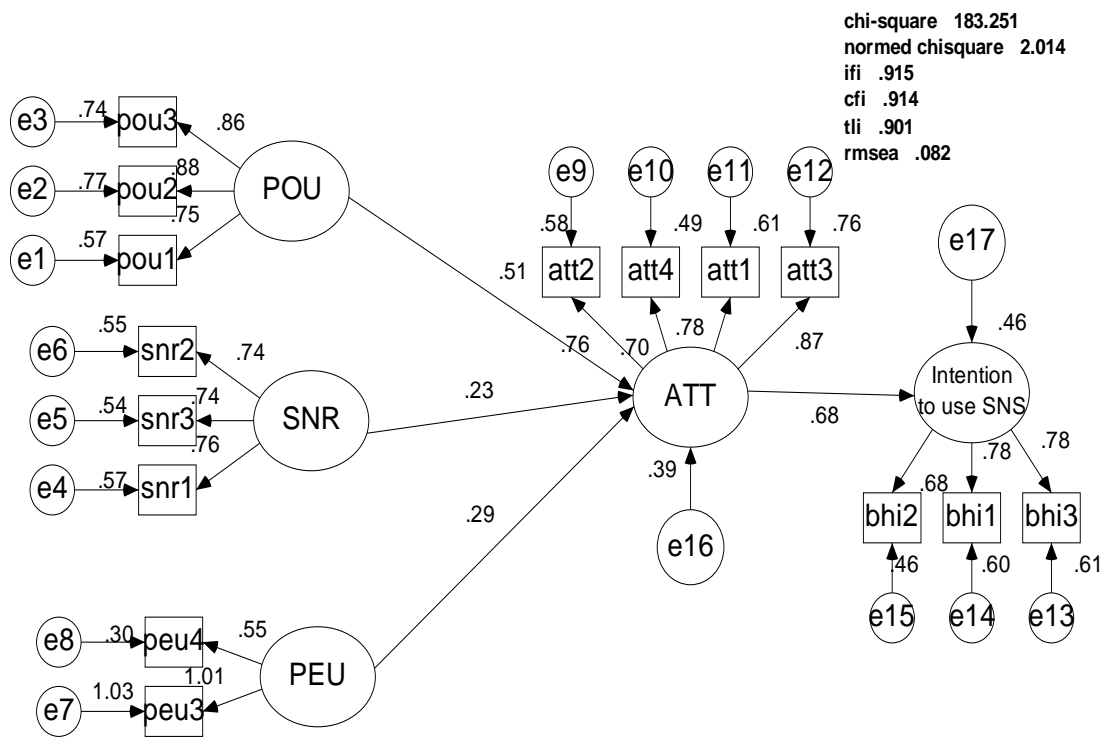 chi-square 183.251
normed chisquare 2.014
ifi .915
cfi .914
tli .901
rmsea .082
e3 .74 pou3 .86
e2 .77 pou2 .88
e1 .57 pou1 .75
POU
.51
e6 .55 snr2 .74
e5 .54 snr3 .74
e4 .57 snr1 .76
SNR
.23
e8 .30 peu4 .55
e7 1.03 peu3 1.01
PEU
.29
e9 e10 e11 e12
.58 .49 .61 .76
att2 att4 att1 att3
.76 .70 .78 .87
ATT
.39
e16
.68
e17
.46
Intention
to use SNS
.68 .78 .78
bhi2 bhi1 bhi3
.46 .60 .61
e15 e14 e13